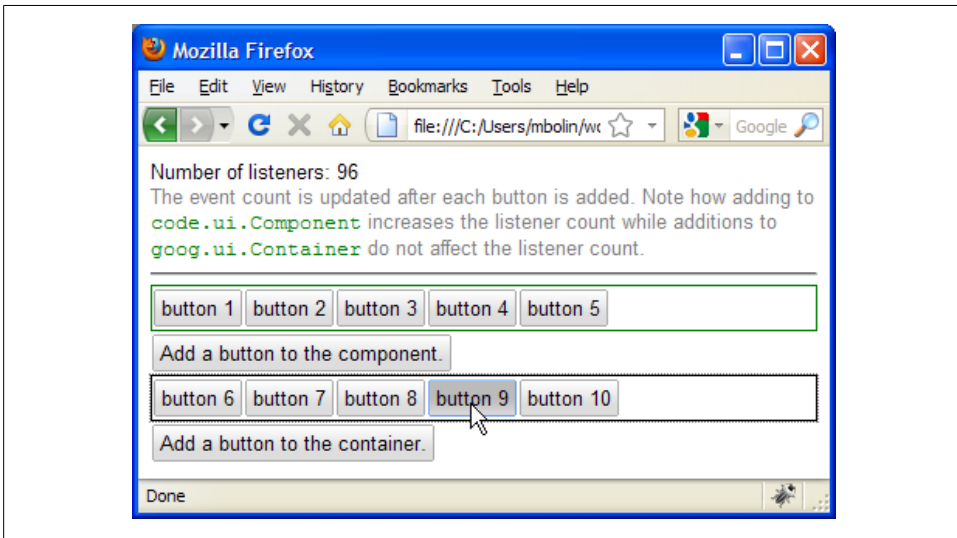 Mozilla Firefox
File Edit View History Bookmarks Tools Help
file:///C:/Users/mbolin/wc Google
Number of listeners: 96
The event count is updated after each button is added. Note how adding to
code.ui.Component increases the listener count while additions to
goog.ui.Container do not affect the listener count.
button 1 button 2 button 3 button 4 button 5
Add a button to the component.
button 6 button 7 button 8 button 9 button 10
Add a button to the container.
Done